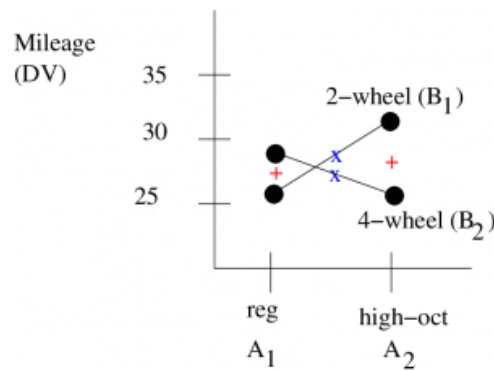 Mileage
(DV)
35
30
25
2-wheel (B1)
4-wheel (B2)
reg
high-oct
A1
A2